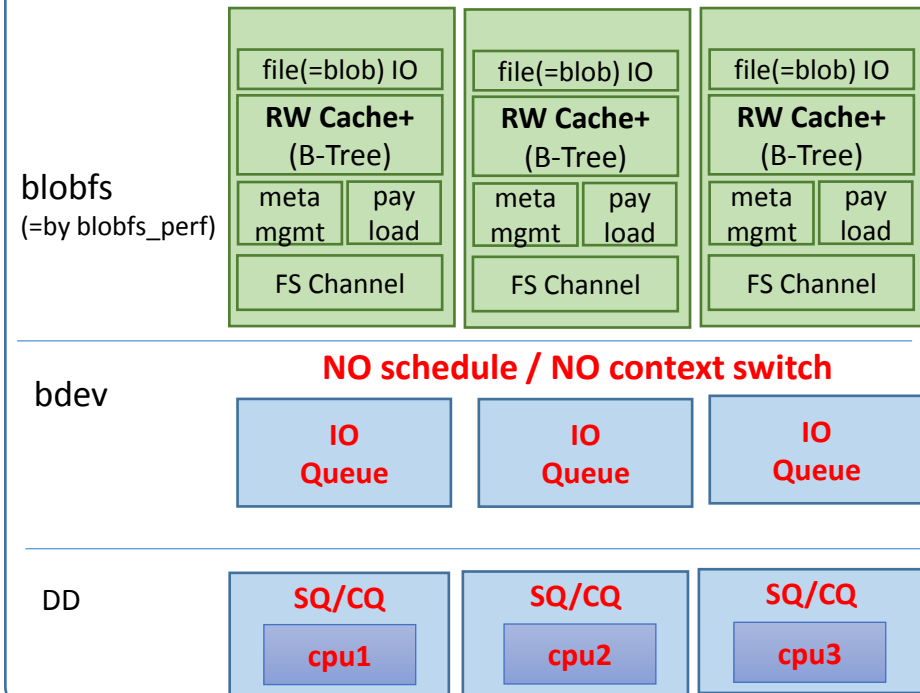 file(=blob) IO
file(=blob) IO
file(=blob) IO
RW Cache+
(B-Tree)
RW Cache+
(B-Tree)
RW Cache+
(B-Tree)
blobfs
(=by blobfs_perf)
meta
mgmt
pay
load
meta
mgmt
pay
load
meta
mgmt
pay
load
FS Channel
FS Channel
FS Channel
NO schedule / NO context switch
bdev
IO
Queue
IO
Queue
IO
Queue
DD
SQ/CQ
SQ/CQ
SQ/CQ
cpu1
cpu2
cpu3